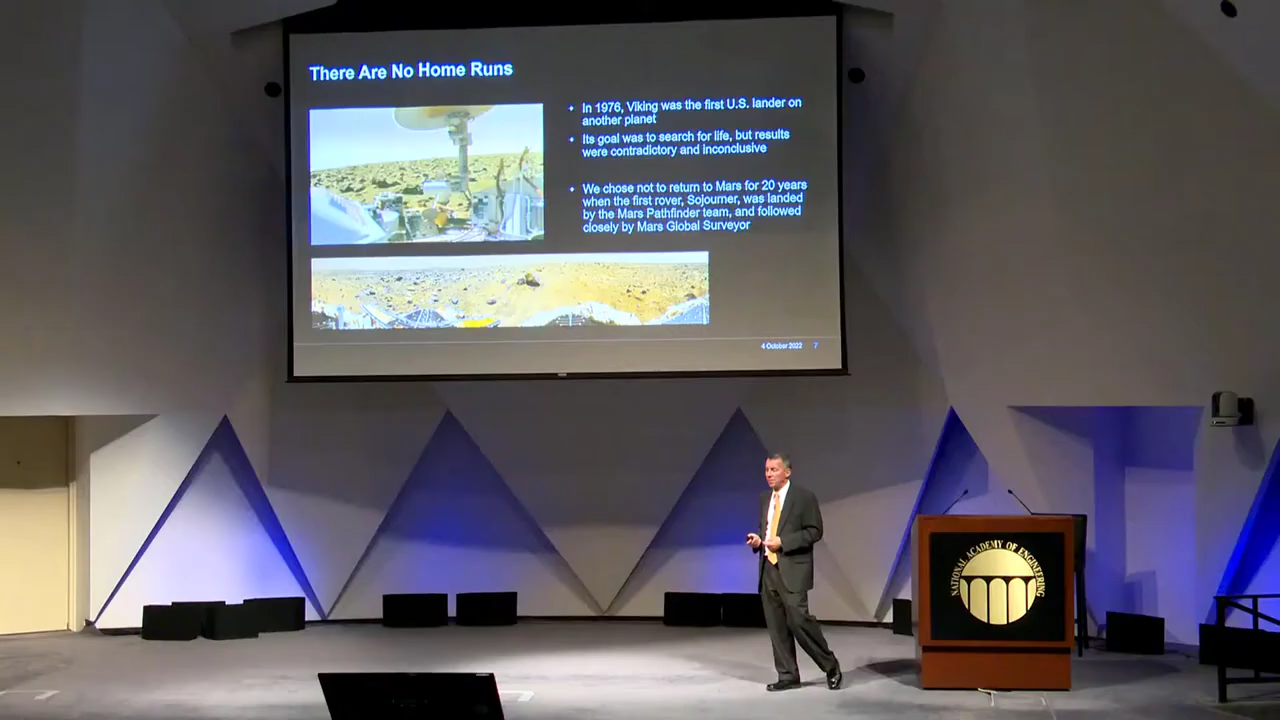 There Are No Home Runs
• In 1976, Viking was the first U.S. lander on
another planet
• Its goal was to search for life, but results
were contradictory and inconclusive
• We chose not to return to Mars for 20 years
when the first rover, Sojourner, was landed
by the Mars Pathfinder team, and followed
closely by Mars Global Surveyor
4 October 2022 7
NATIONAL ACADEMY OF ENGINEERING